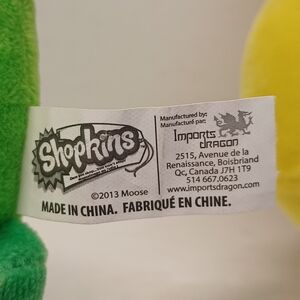 Shopkins
©2013 Moose
Manufactured by:
Manufacturé par:
Imports
dragon
2515, Avenue de la
Renaissance, Boisbriand
Qc, Canada J7H 1T9
514 667.0623
www.importsdragon.com
MADE IN CHINA. FABRIQUÉ EN CHINE.